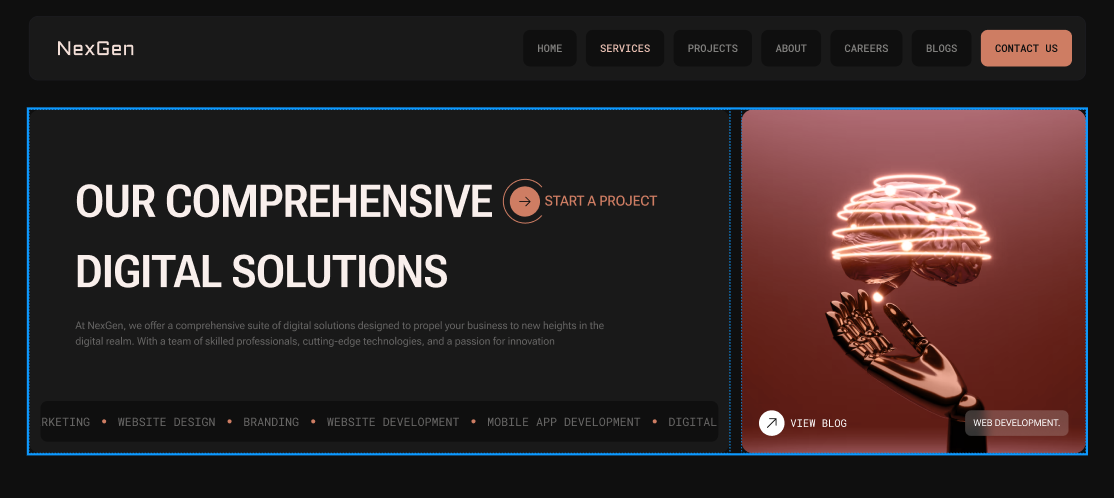 NexGen
HOME
SERVICES
PROJECTS
ABOUT
CAREERS
BLOGS
CONTACT US
OUR COMPREHENSIVE
START A PROJECT
DIGITAL SOLUTIONS
At NexGen, we offer a comprehensive suite of digital solutions designed to propel your business to new heights in the
digital realm. With a team of skilled professionals, cutting-edge technologies, and a passion for innovation
RKETING • WEBSITE DESIGN • BRANDING • WEBSITE DEVELOPMENT • MOBILE APP DEVELOPMENT • DIGITAL
VIEW BLOG
WEB DEVELOPMENT.